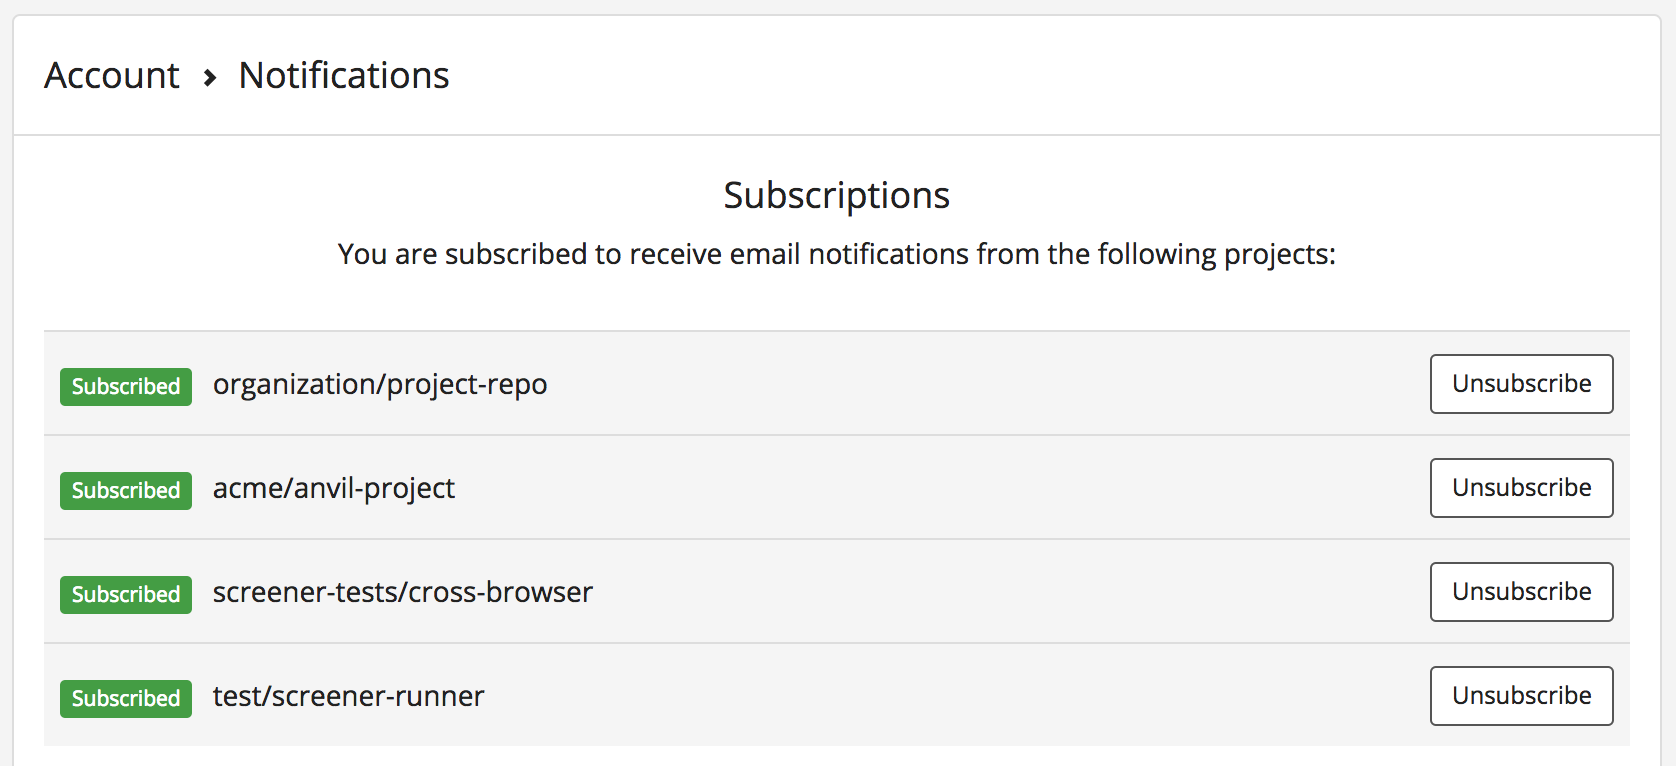 Account > Notifications
Subscriptions
You are subscribed to receive email notifications from the following projects:
Subscribed organization/project-repo Unsubscribe
Subscribed acme/anvil-project Unsubscribe
Subscribed screener-tests/cross-browser Unsubscribe
Subscribed test/screener-runner Unsubscribe